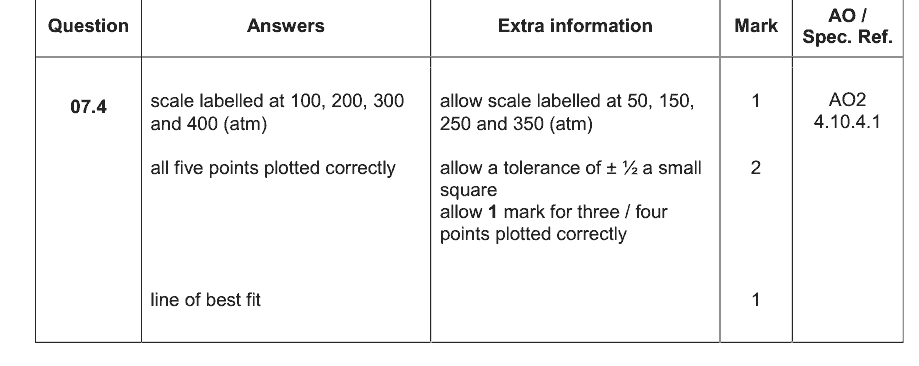 Question Answers Extra information Mark AO / Spec. Ref.
07.4 scale labelled at 100, 200, 300 allow scale labelled at 50, 150, 1 AO2
and 400 (atm) 250 and 350 (atm) 4.10.4.1
all five points plotted correctly allow a tolerance of ± ½ a small 2
square
allow 1 mark for three / four
points plotted correctly
line of best fit 1